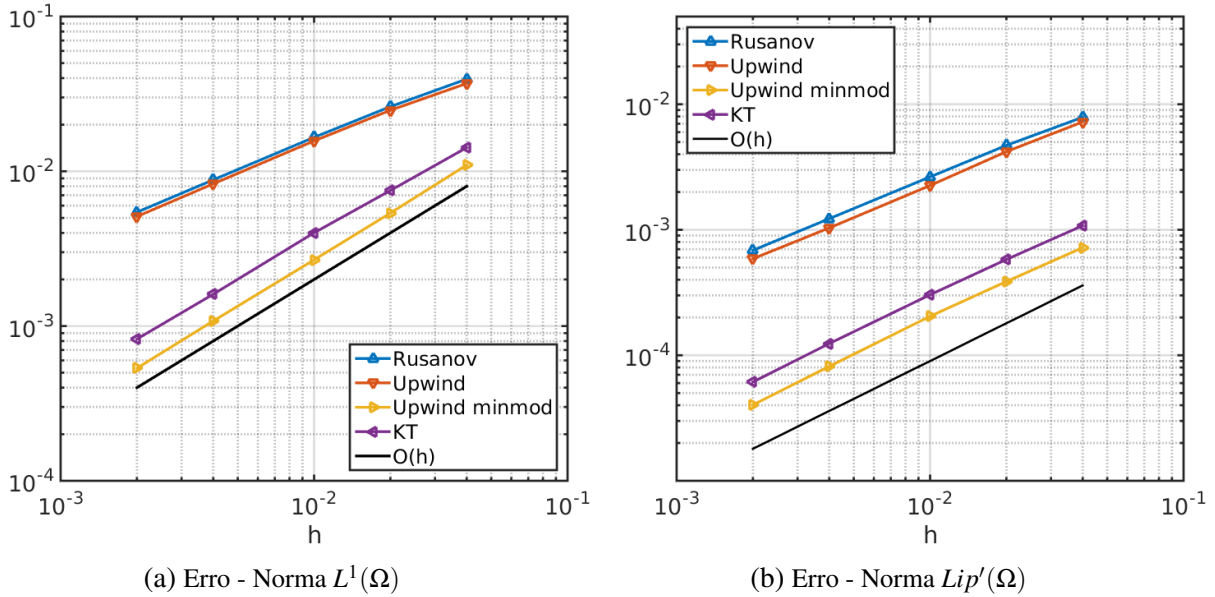 10^-1
10^-2
10^-3
10^-4
10^-3
10^-2
10^-1
h
Rusanov
Upwind
Upwind minmod
KT
O(h)
(a) Erro - Norma L^1(Ω)
Rusanov
Upwind
Upwind minmod
KT
O(h)
10^-2
10^-3
10^-4
10^-3
10^-2
10^-1
h
(b) Erro - Norma Lip′(Ω)